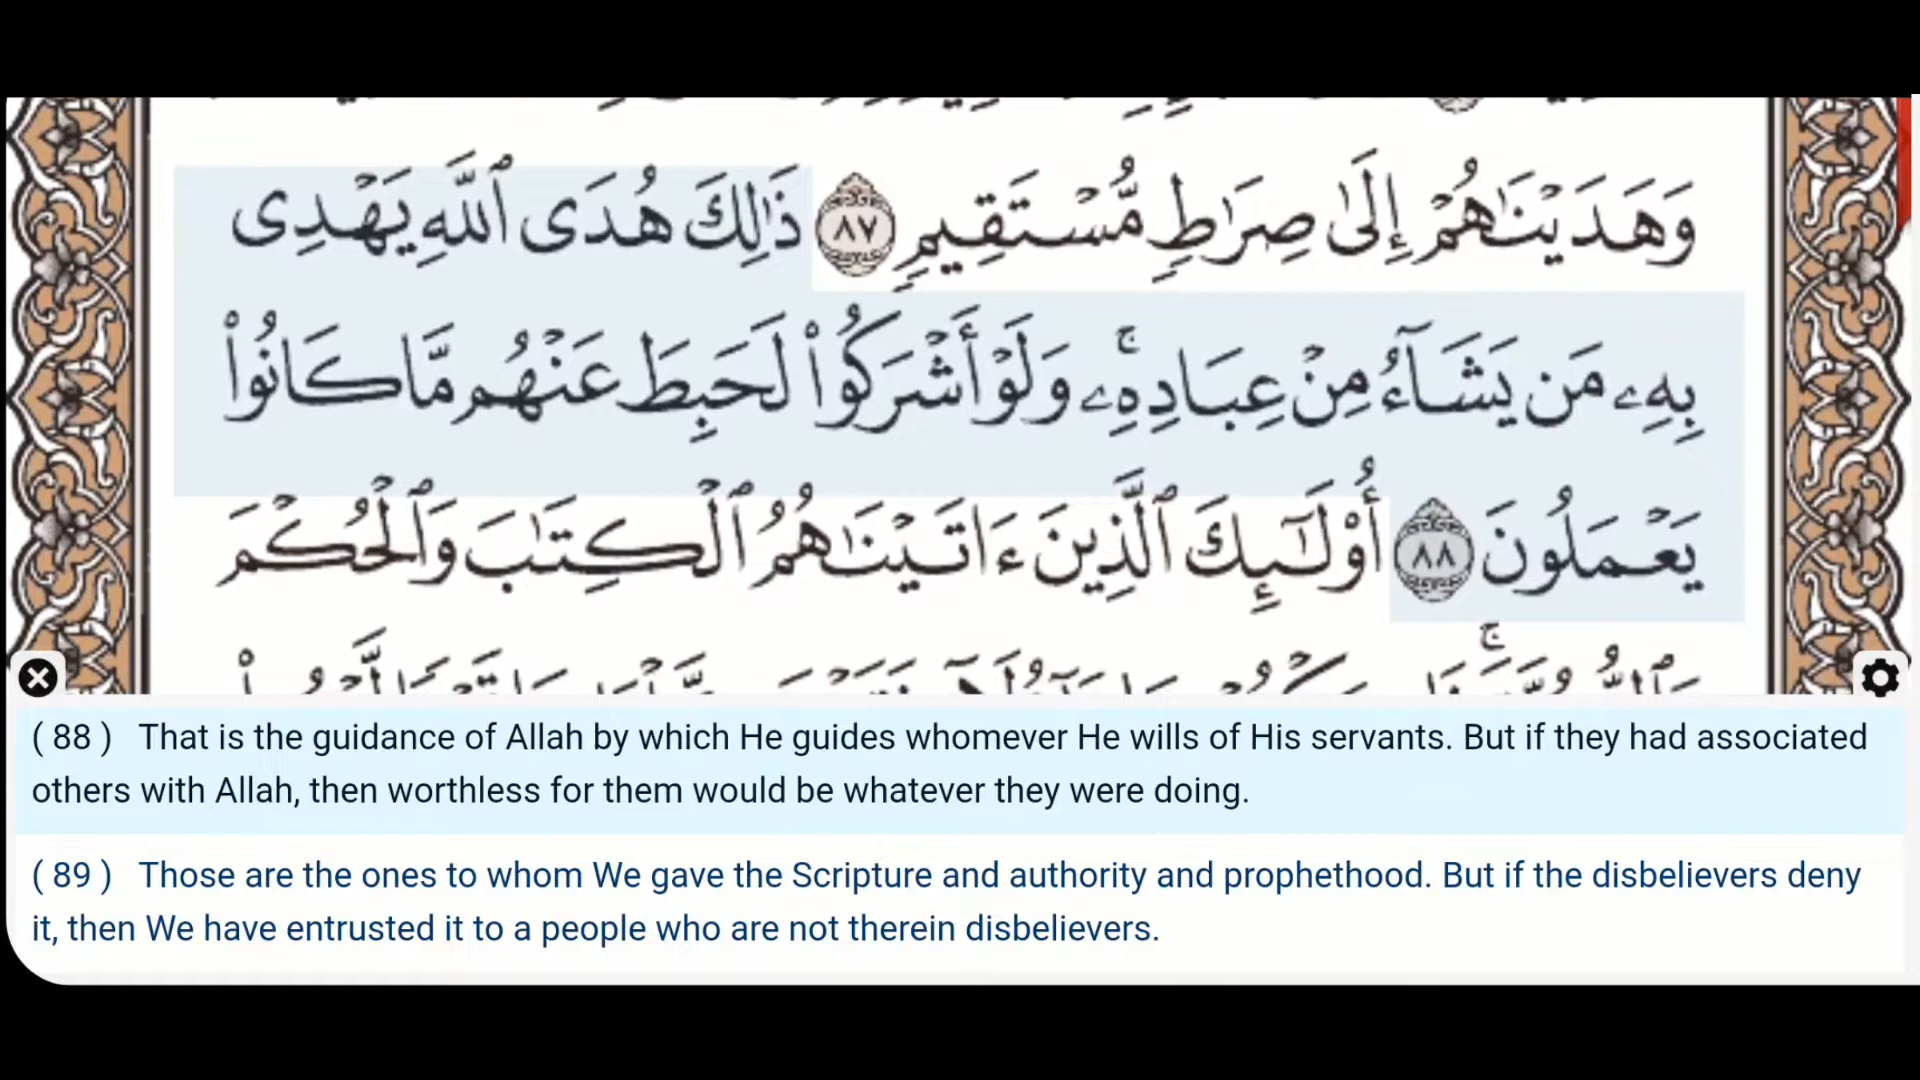 وَهَدَيْنَٰهُمْ إِلَىٰ صِرَٰطٍ مُّسْتَقِيمٍ ٨٧ ذَٰلِكَ هُدَى ٱللَّهِ يَهْدِى
بِهِۦ مَن يَشَآءُ مِنْ عِبَادِهِۦ ۚ وَلَوْ أَشْرَكُوا۟ لَحَبِطَ عَنْهُم مَّا كَانُوا۟
يَعْمَلُونَ ٨٨ أُو۟لَٰٓئِكَ ٱلَّذِينَ ءَاتَيْنَٰهُمُ ٱلْكِتَٰبَ وَٱلْحُكْمَ
( 88 ) That is the guidance of Allah by which He guides whomever He wills of His servants. But if they had associated
others with Allah, then worthless for them would be whatever they were doing.
( 89 ) Those are the ones to whom We gave the Scripture and authority and prophethood. But if the disbelievers deny
it, then We have entrusted it to a people who are not therein disbelievers.